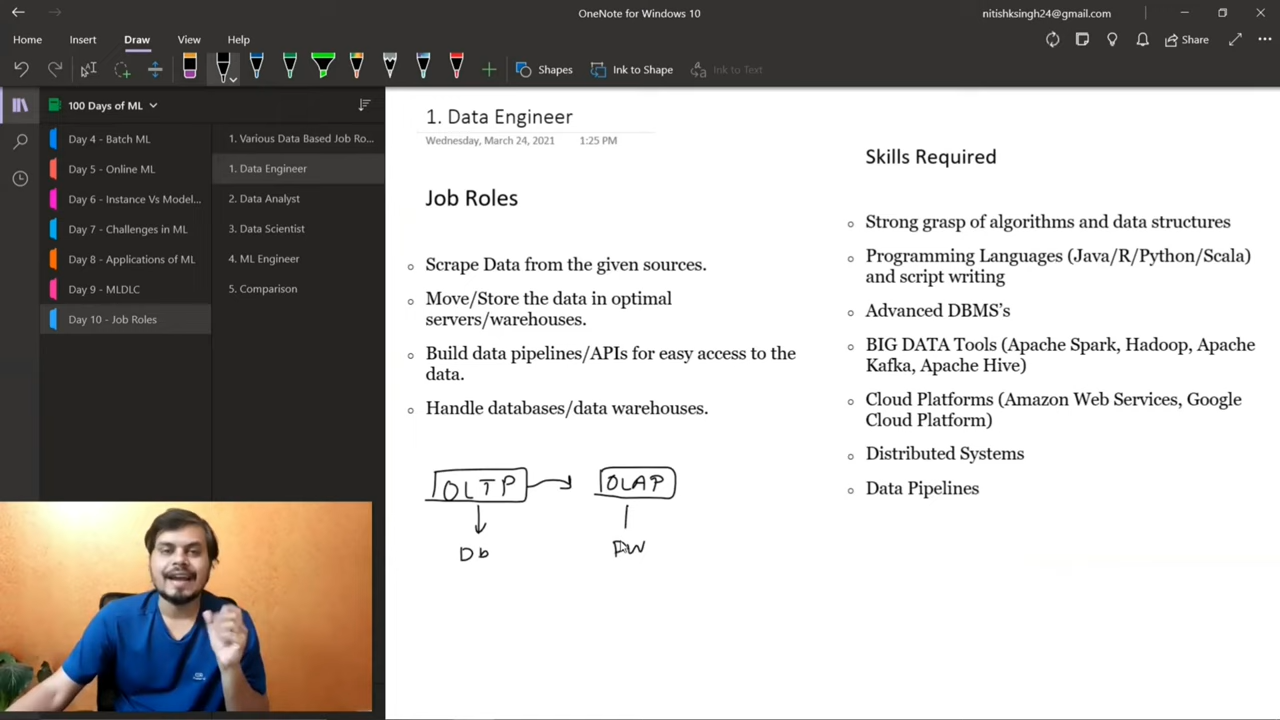 OneNote for Windows 10
nitishksingh24@gmail.com
Home
Insert
Draw
View
Help
Share
Shapes
Ink to Shape
Ink to Text
100 Days of ML
Day 4 - Batch ML
Day 5 - Online ML
Day 6 - Instance Vs Model...
Day 7 - Challenges in ML
Day 8 - Applications of ML
Day 9 - MLDLC
Day 10 - Job Roles
1. Various Data Based Job Ro...
1. Data Engineer
2. Data Analyst
3. Data Scientist
4. ML Engineer
5. Comparison
1. Data Engineer
Wednesday, March 24, 2021 1:25 PM
Job Roles
Scrape Data from the given sources.
Move/Store the data in optimal
servers/warehouses.
Build data pipelines/APIs for easy access to the
data.
Handle databases/data warehouses.
OLTP
OLAP
Db
DW
Skills Required
Strong grasp of algorithms and data structures
Programming Languages (Java/R/Python/Scala)
and script writing
Advanced DBMS's
BIG DATA Tools (Apache Spark, Hadoop, Apache
Kafka, Apache Hive)
Cloud Platforms (Amazon Web Services, Google
Cloud Platform)
Distributed Systems
Data Pipelines